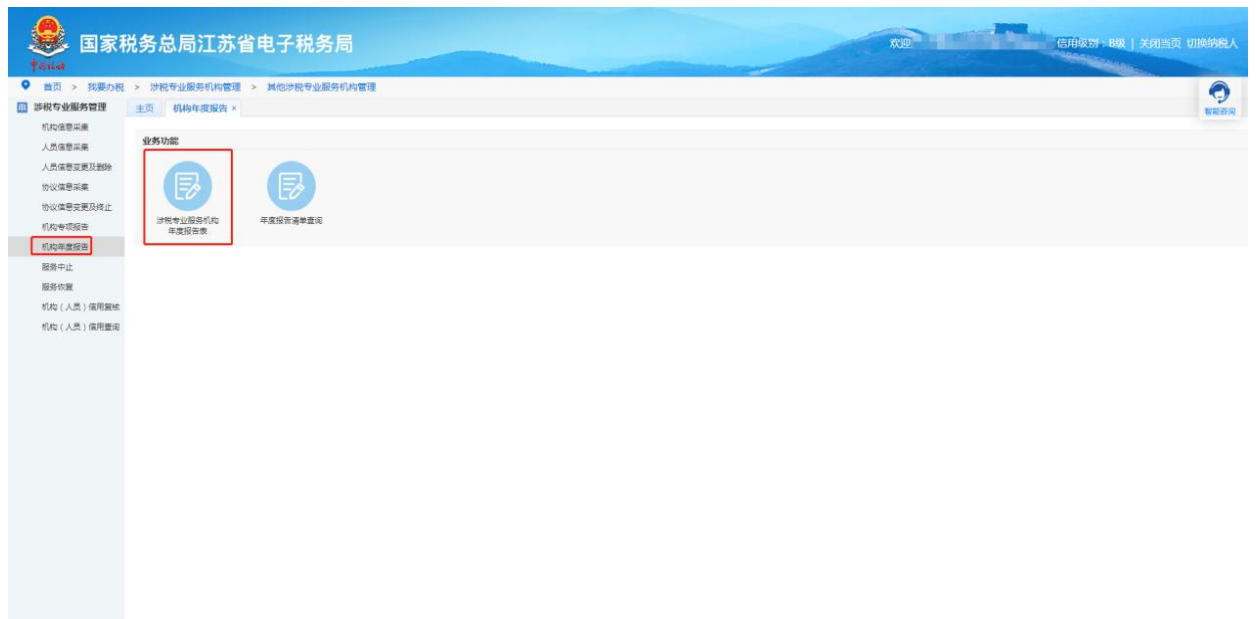 国家税务总局江苏省电子税务局
欢迎
信用级别：B级 | 关闭当页 切换纳税人
首页 > 我要办税 > 涉税专业服务机构管理 > 其他涉税专业服务机构管理
智能咨询
涉税专业服务管理
主页 机构年度报告 ×
机构信息采集
人员信息采集
人员信息变更及删除
协议信息采集
协议信息变更及终止
机构专项报告
机构年度报告
服务中止
服务恢复
机构（人员）信用复核
机构（人员）信用查询
业务功能
涉税专业服务机构
年度报告表
年度报告清单查询